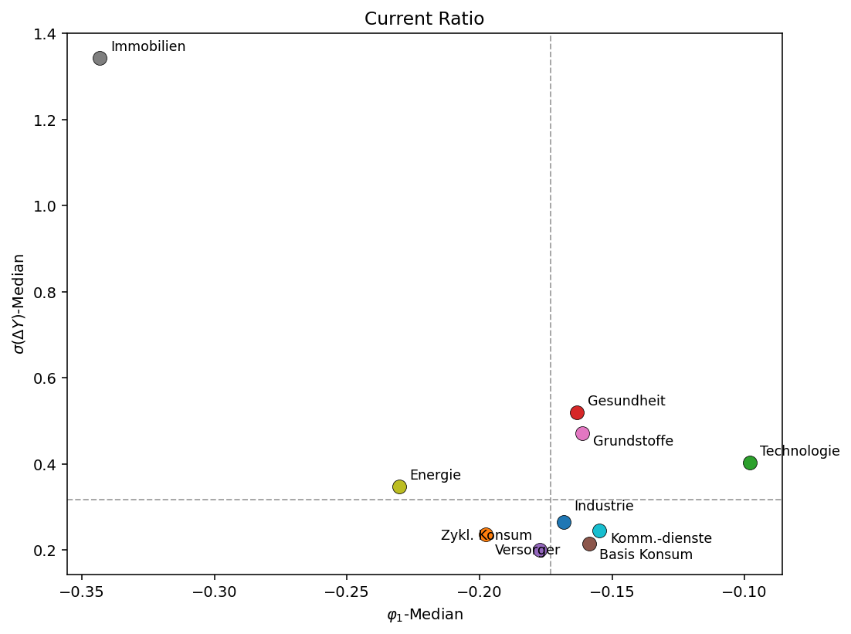 Current Ratio
1.4
Immobilien
1.2
1.0
0.8
σ(ΔY)-Median
0.6
Gesundheit
Grundstoffe
Technologie
0.4
Energie
Industrie
Zykl. Konsum
Komm.-dienste
Versorger
Basis Konsum
0.2
−0.35 −0.30 −0.25 −0.20 −0.15 −0.10
φ₁-Median